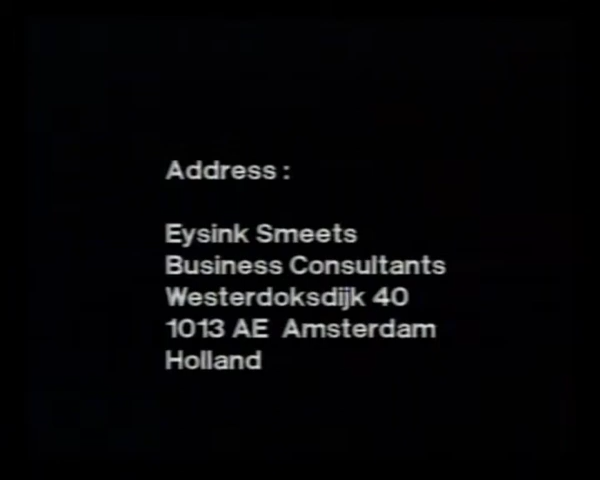 Address :
Eysink Smeets
Business Consultants
Westerdoksdijk 40
1013 AE Amsterdam
Holland